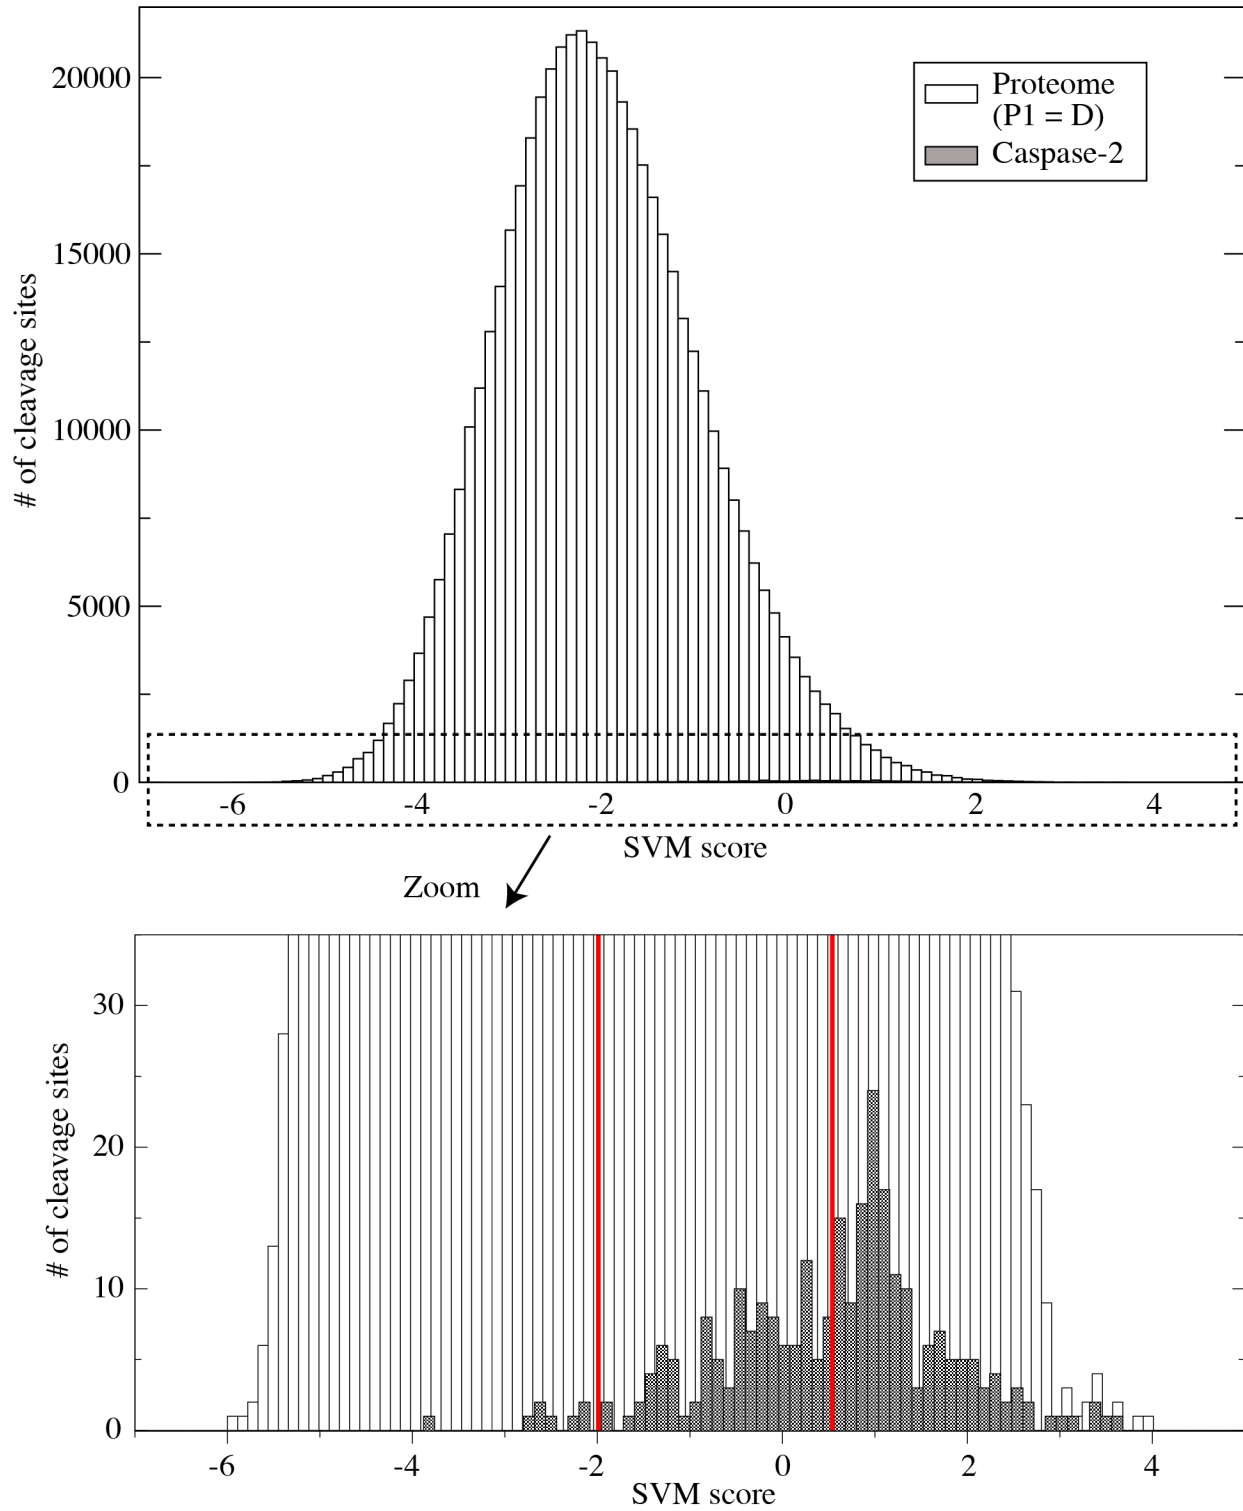 Proteome
(P1 = D)
Caspase-2
# of cleavage sites
20000
15000
10000
5000
0
-6 -4 -2 0 2 4
SVM score
Zoom
# of cleavage sites
30
20
10
0
-6 -4 -2 0 2 4
SVM score